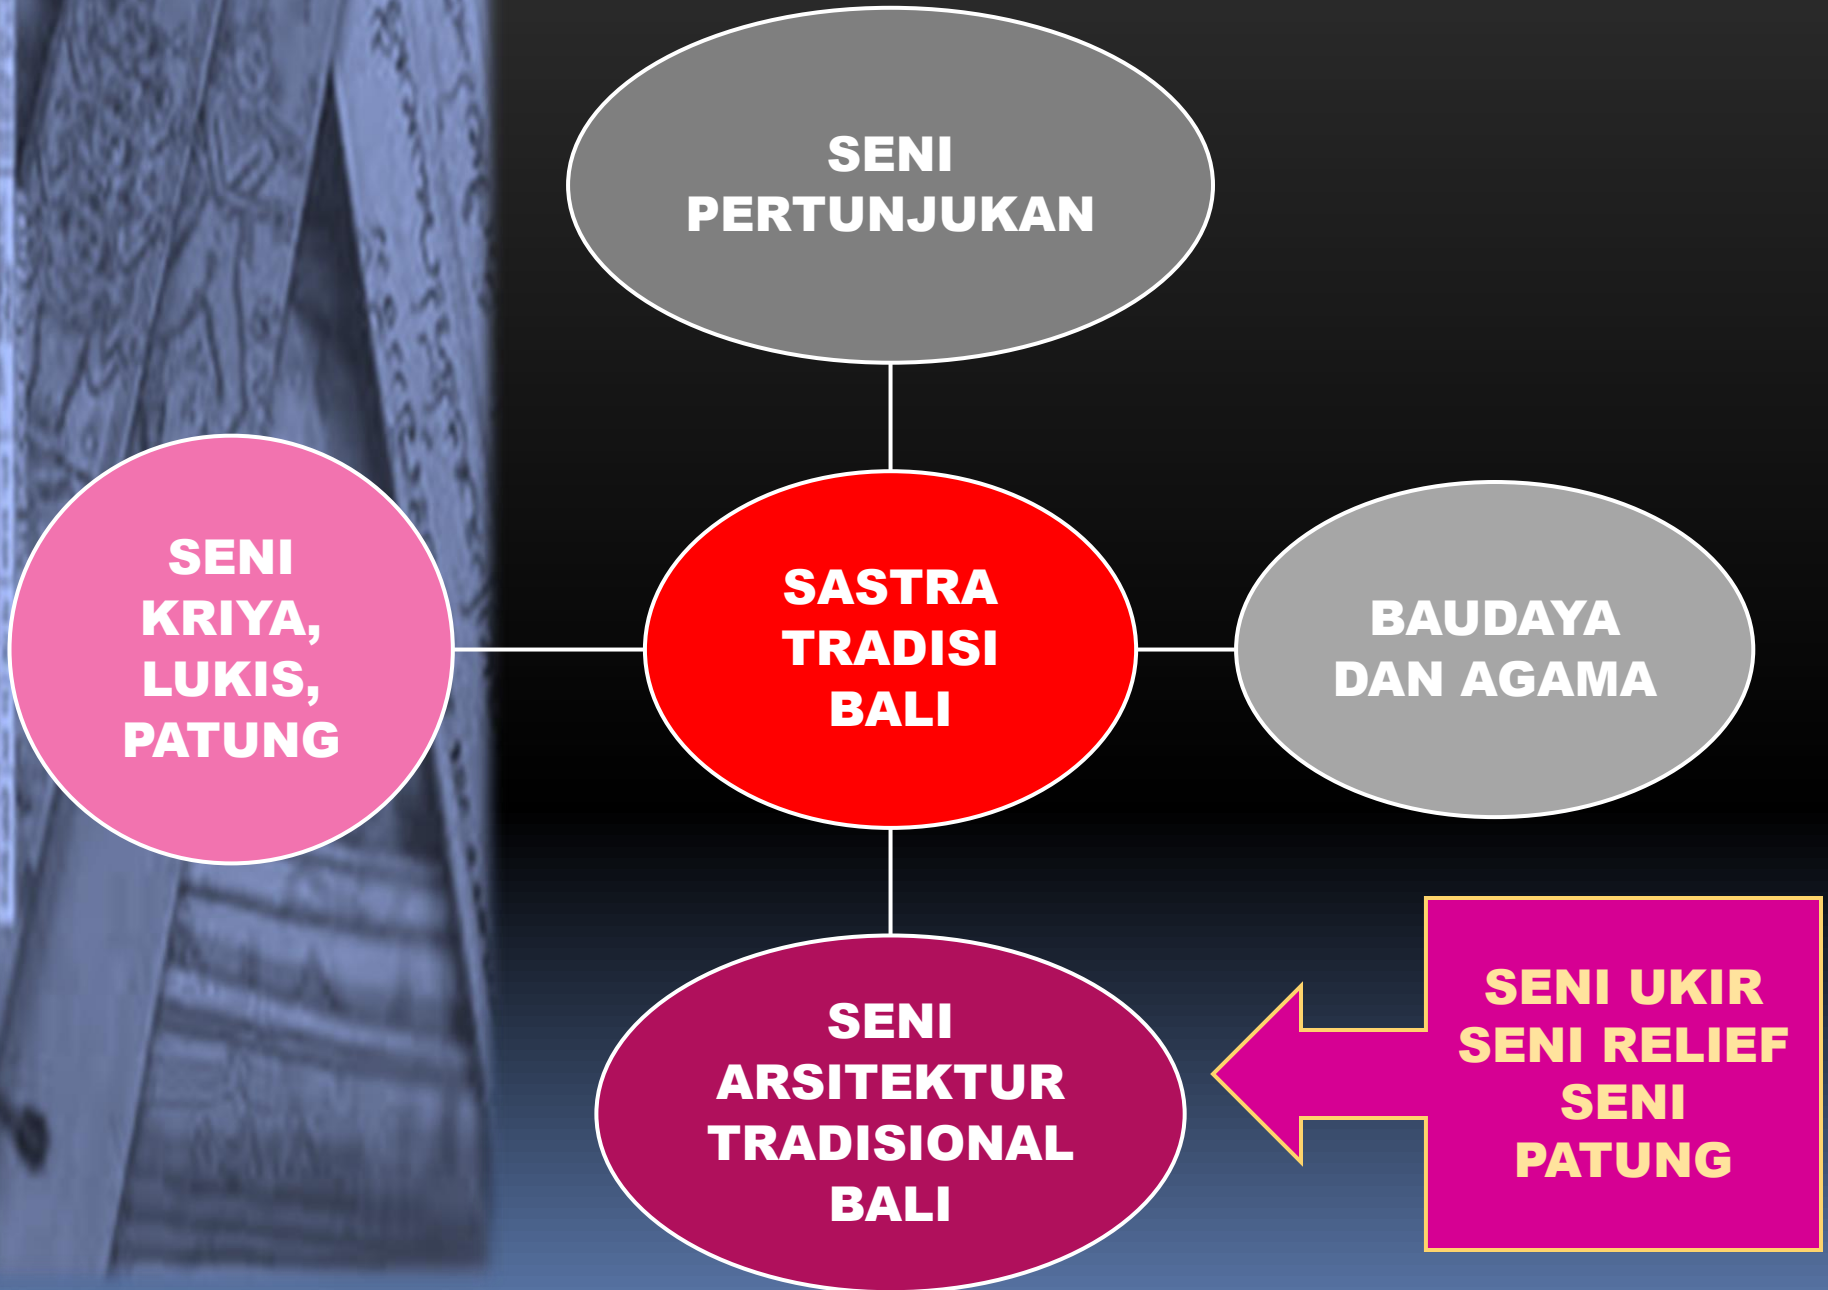 SENI
PERTUNJUKAN
SENI
KRIYA,
LUKIS,
PATUNG
SASTRA
TRADISI
BALI
BAUDAYA
DAN AGAMA
SENI
ARSITEKTUR
TRADISIONAL
BALI
SENI UKIR
SENI RELIEF
SENI
PATUNG